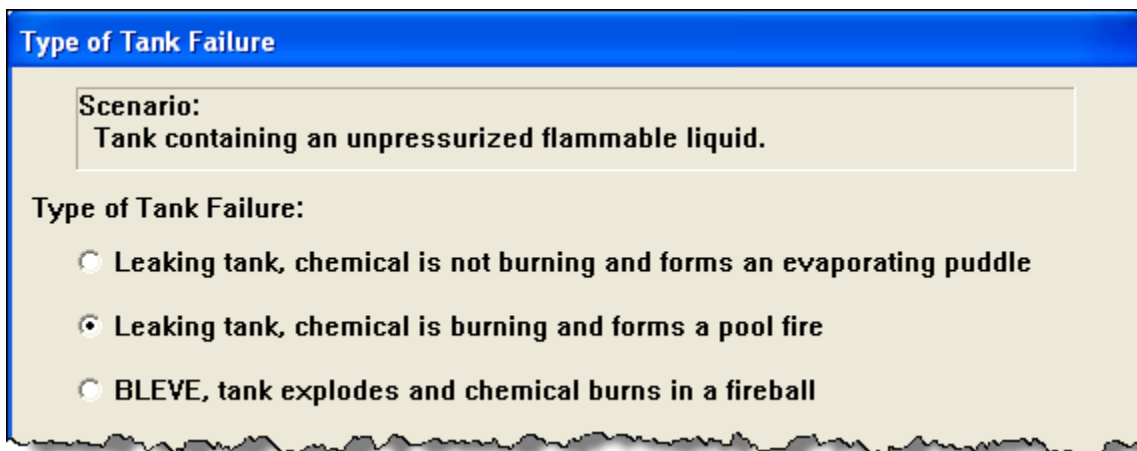 Type of Tank Failure
Scenario:
Tank containing an unpressurized flammable liquid.
Type of Tank Failure:
Leaking tank, chemical is not burning and forms an evaporating puddle
Leaking tank, chemical is burning and forms a pool fire
BLEVE, tank explodes and chemical burns in a fireball